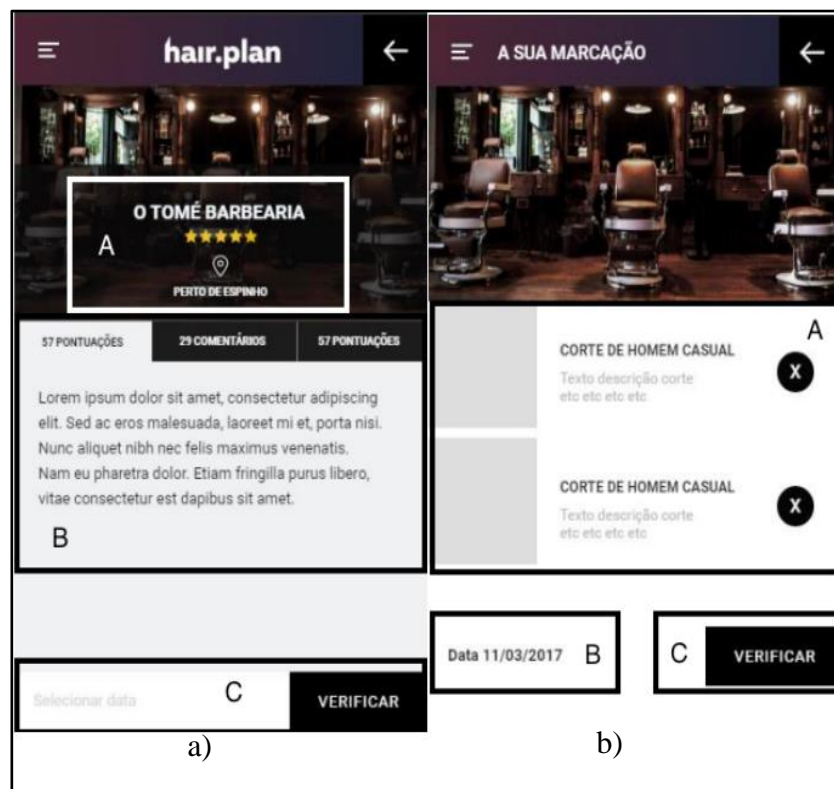 hair.plan
O TOMÉ BARBEARIA
A
PERTO DE ESPINHO
57 PONTUAÇÕES
29 COMENTÁRIOS
57 PONTUAÇÕES
Lorem ipsum dolor sit amet, consectetur adipiscing
elit. Sed ac eros malesuada, laoreet mi et, porta nisi.
Nunc aliquet nibh nec felis maximus venenatis.
Nam eu pharetra dolor. Etiam fringilla purus libero,
vitae consectetur est dapibus sit amet.
B
Selecionar data
C
VERIFICAR
a)
A SUA MARCAÇÃO
A
CORTE DE HOMEM CASUAL
X
Texto descrição corte
etc etc etc etc
CORTE DE HOMEM CASUAL
X
Texto descrição corte
etc etc etc etc
Data 11/03/2017
B
C
VERIFICAR
b)